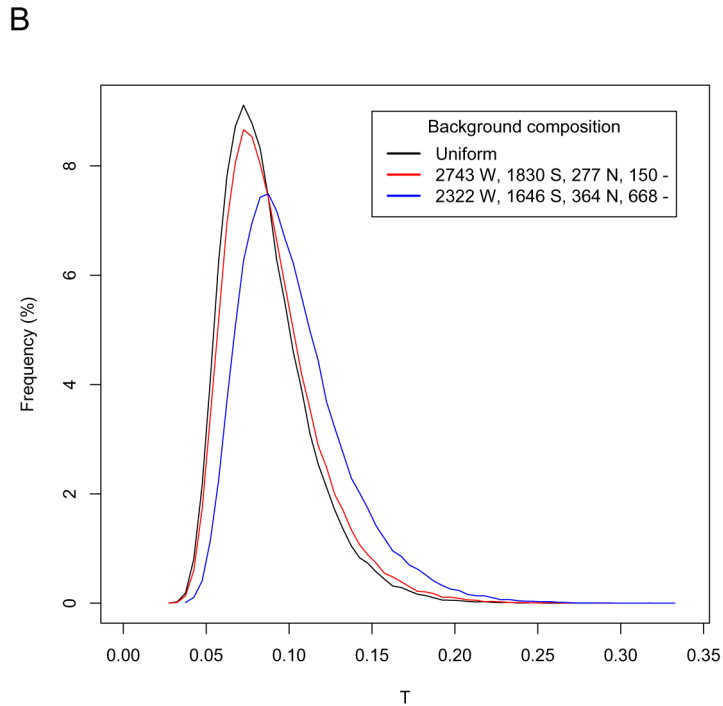 B
Background composition
Uniform
2743 W, 1830 S, 277 N, 150 -
2322 W, 1646 S, 364 N, 668 -
Frequency (%)
8
6
4
2
0
0.00 0.05 0.10 0.15 0.20 0.25 0.30 0.35
T